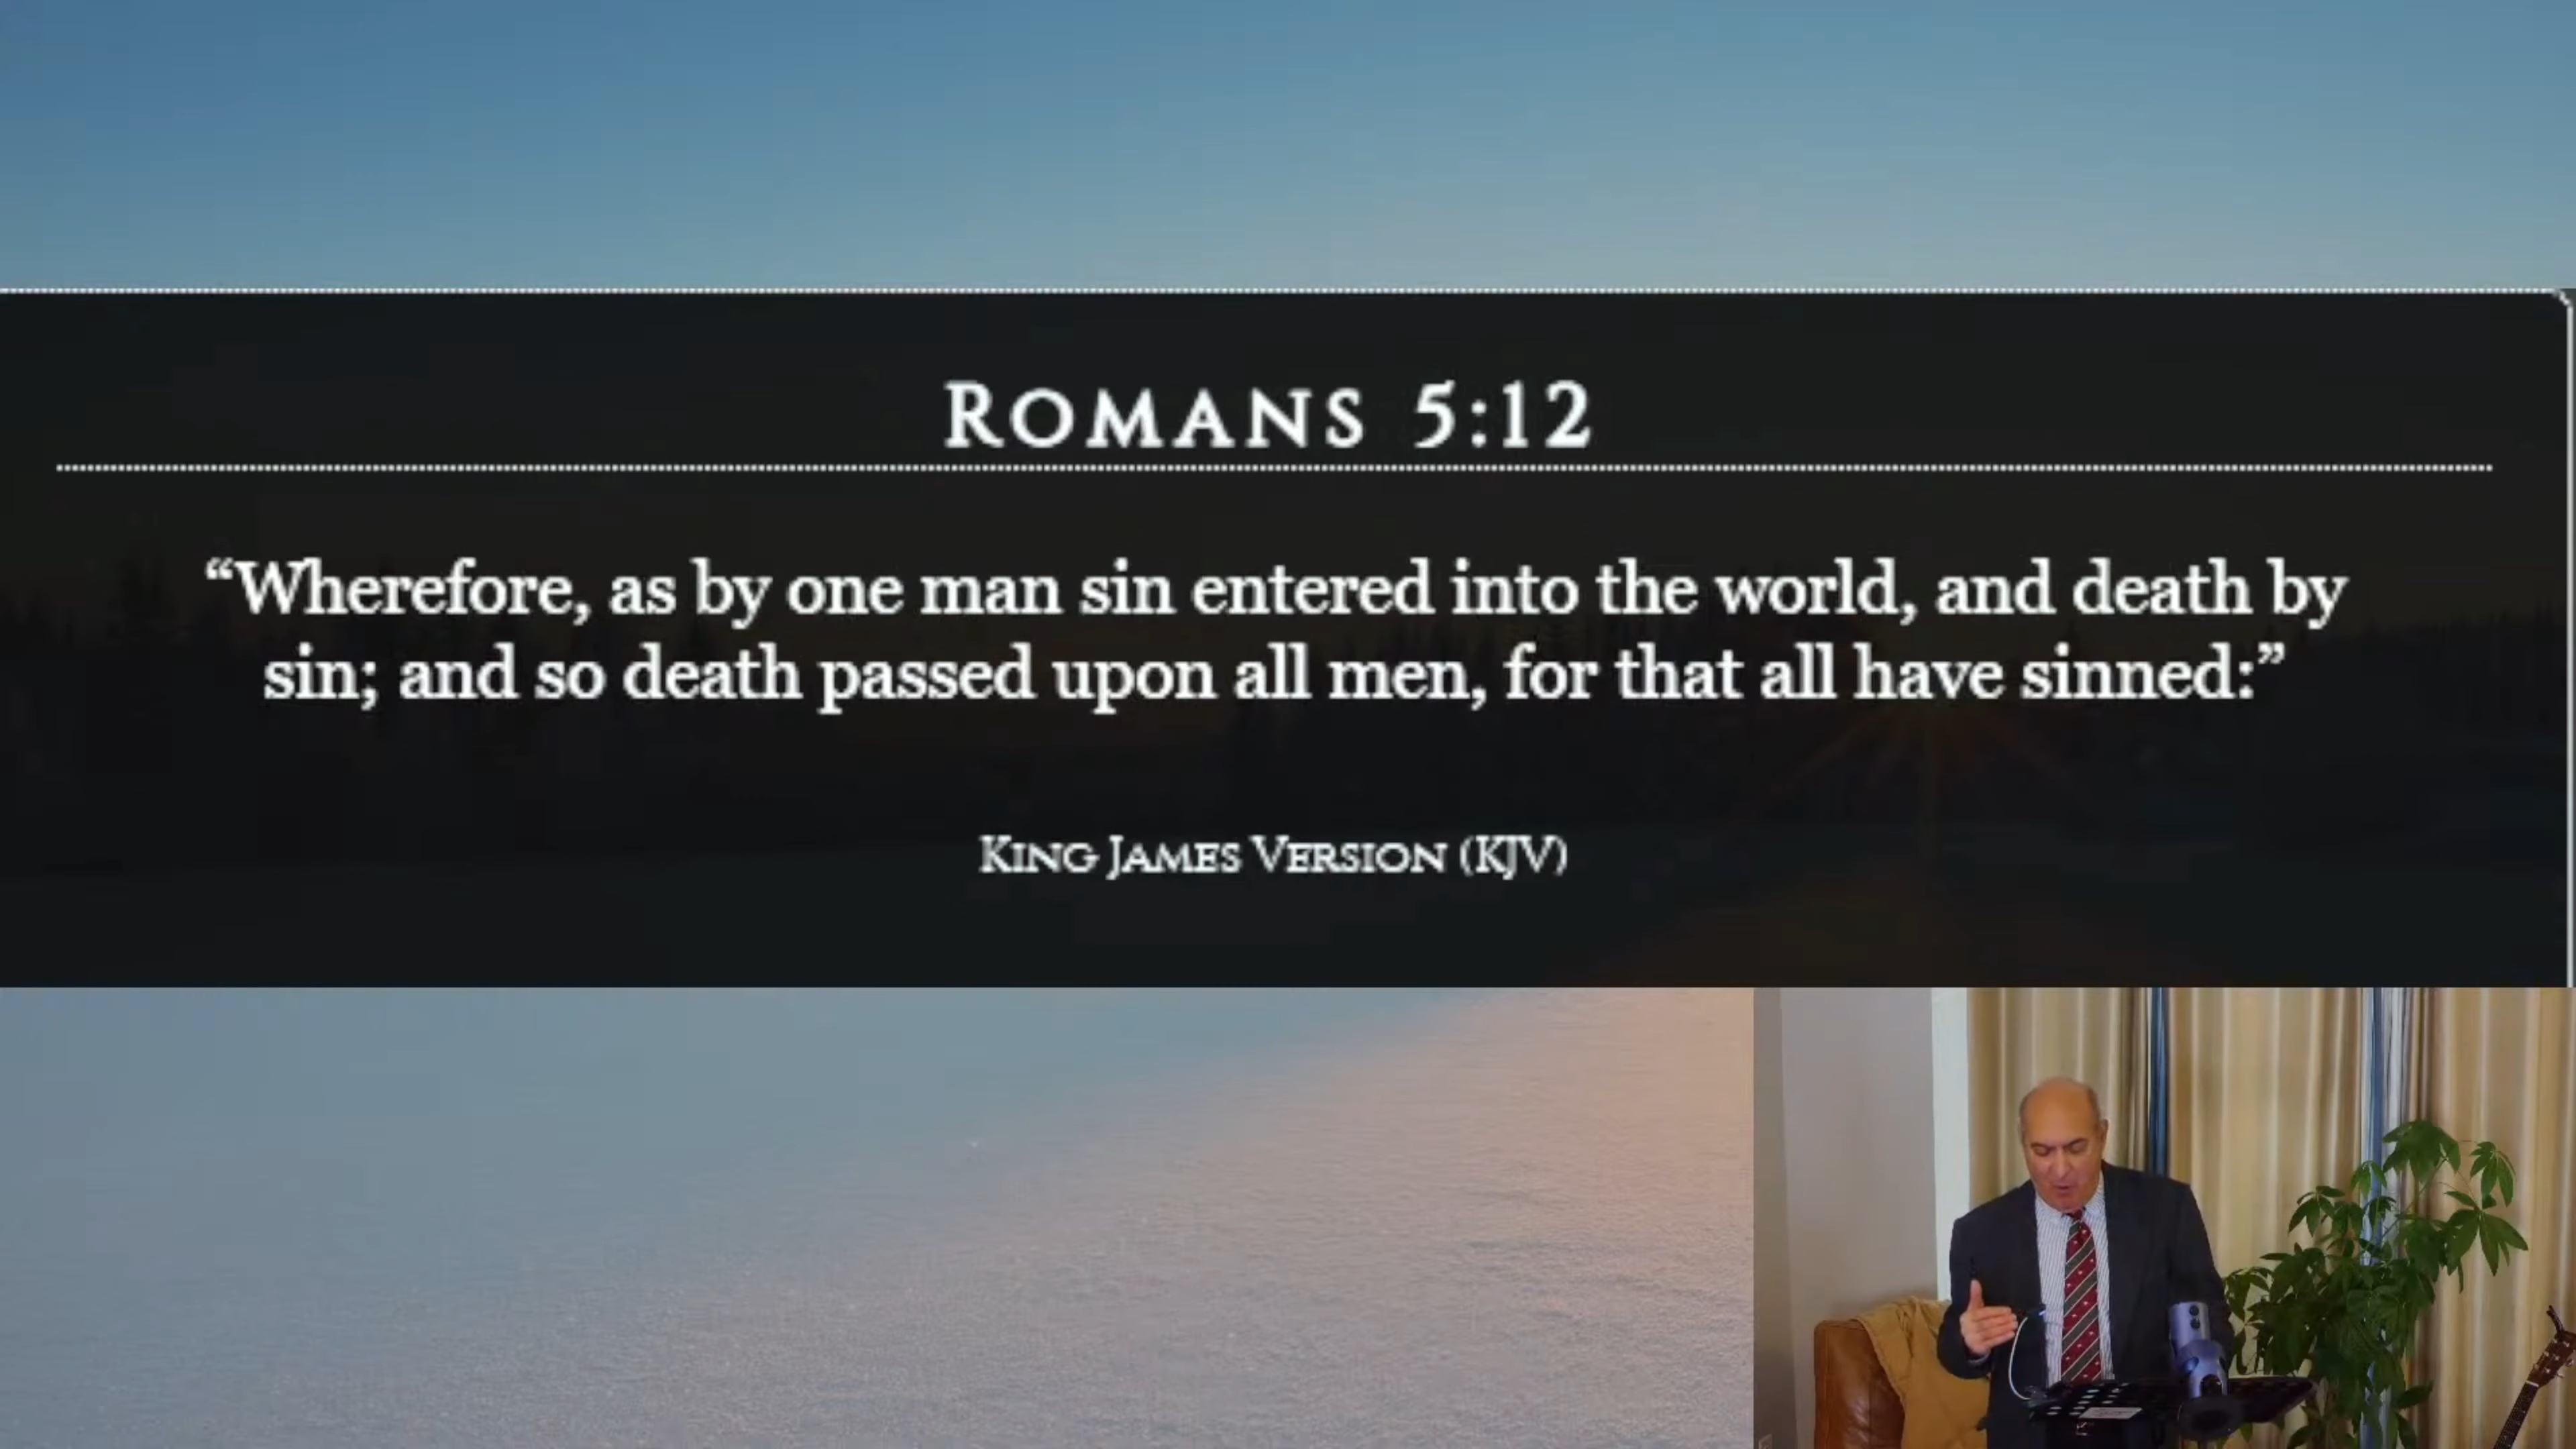 ROMANS 5:12
“Wherefore, as by one man sin entered into the world, and death by
sin; and so death passed upon all men, for that all have sinned:”
KING JAMES VERSION (KJV)